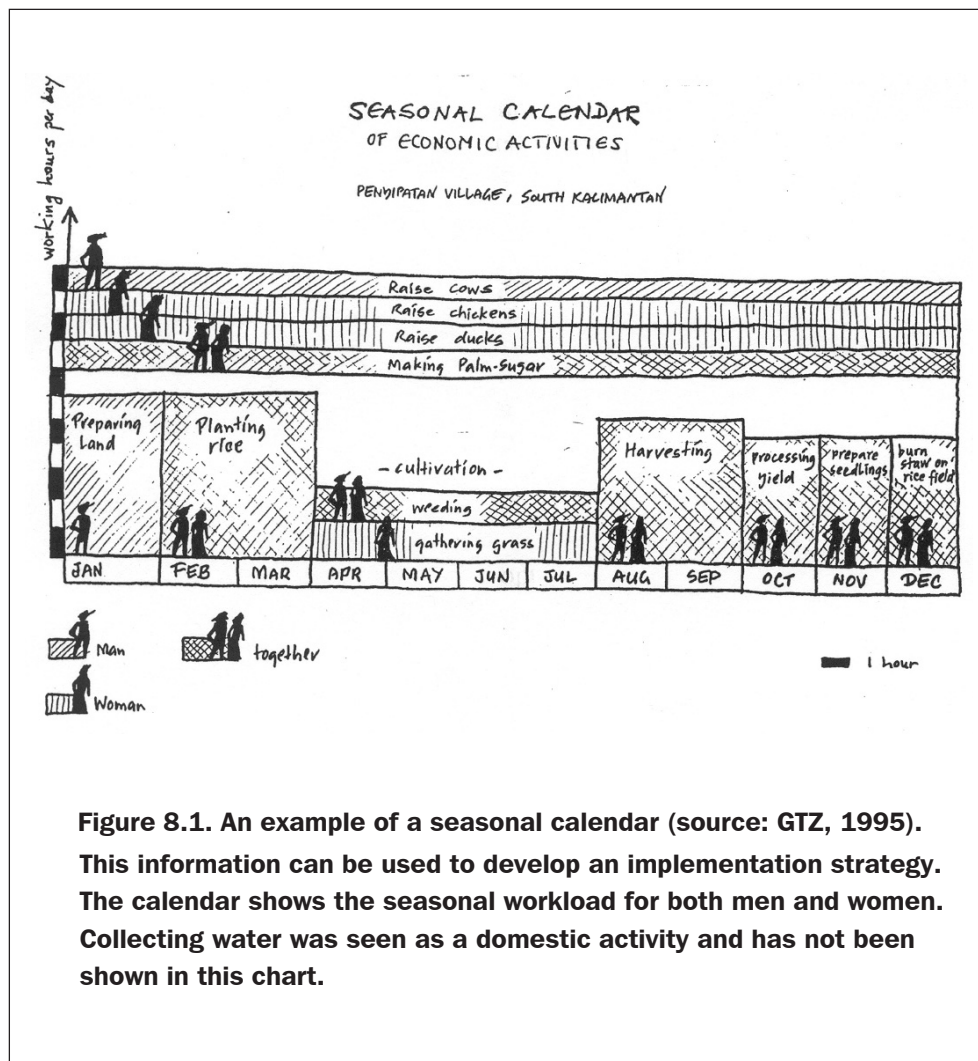 SEASONAL CALENDAR
OF ECONOMIC ACTIVITIES
PENDIPATAN VILLAGE, SOUTH KALIMANTAN
working hours per day
Raise cows
Raise chickens
Raise ducks
Making Palm-Sugar
Preparing
Land
Planting
rice
- cultivation -
weeding
gathering grass
Harvesting
processing
yield
prepare
seedlings
burn
staw on
rice field
JAN FEB MAR APR MAY JUN JUL AUG SEP OCT NOV DEC
Man
together
Woman
1 hour
Figure 8.1. An example of a seasonal calendar (source: GTZ, 1995).
This information can be used to develop an implementation strategy.
The calendar shows the seasonal workload for both men and women.
Collecting water was seen as a domestic activity and has not been
shown in this chart.